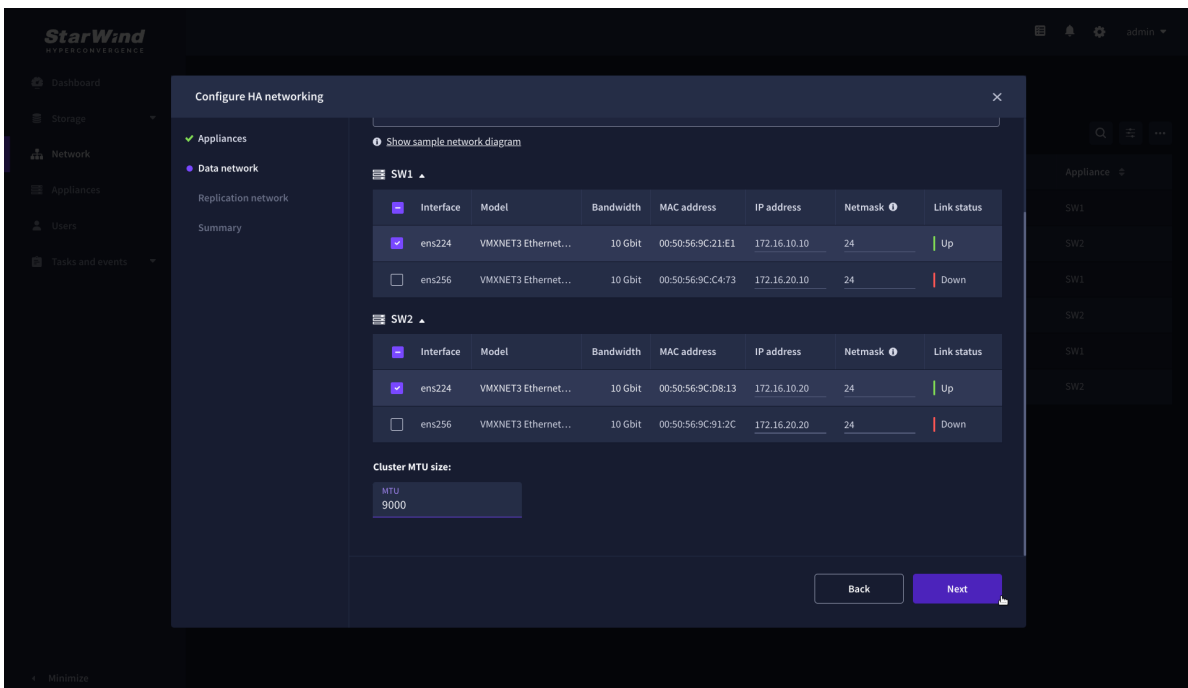 StarWind
HYPERCONVERGENCE
admin
Dashboard
Storage
Network
Appliances
Users
Tasks and events
Minimize
Configure HA networking
Appliances
Data network
Replication network
Summary
Show sample network diagram
SW1
Interface Model Bandwidth MAC address IP address Netmask Link status
ens224 VMXNET3 Ethernet... 10 Gbit 00:50:56:9C:21:E1 172.16.10.10 24 Up
ens256 VMXNET3 Ethernet... 10 Gbit 00:50:56:9C:C4:73 172.16.20.10 24 Down
SW2
Interface Model Bandwidth MAC address IP address Netmask Link status
ens224 VMXNET3 Ethernet... 10 Gbit 00:50:56:9C:D8:13 172.16.10.20 24 Up
ens256 VMXNET3 Ethernet... 10 Gbit 00:50:56:9C:91:2C 172.16.20.20 24 Down
Cluster MTU size:
MTU
9000
Back Next
Appliance
SW1
SW2
SW1
SW2
SW1
SW2